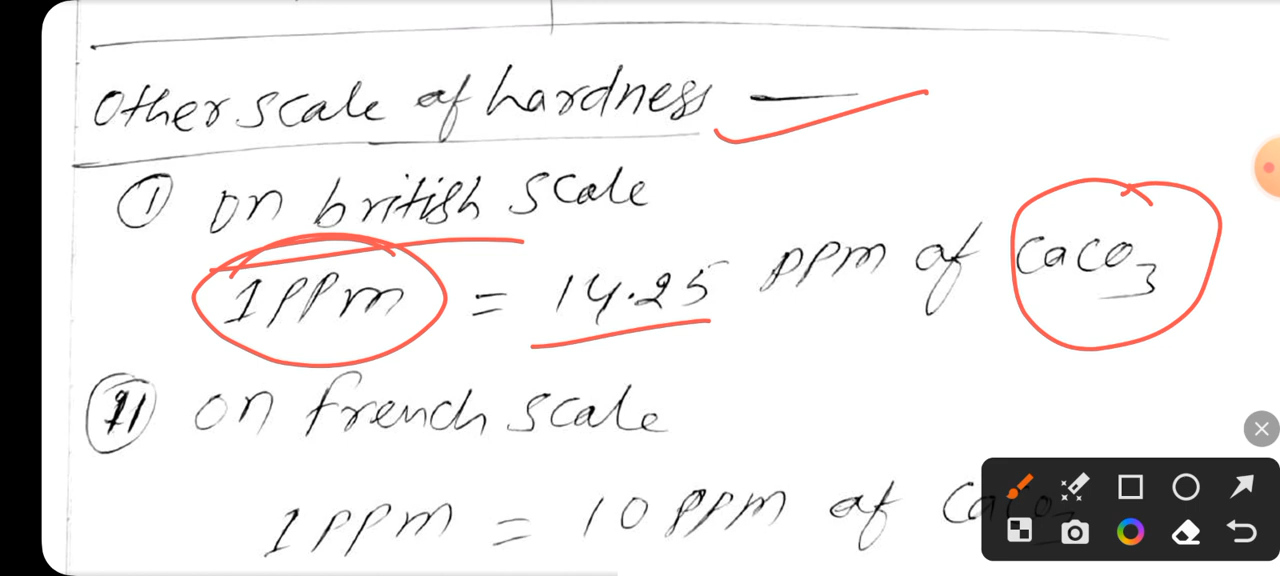 Other scale of hardness —
① on british scale
1 PPm = 14.25 PPm of CaCO3
II on french scale
1 PPm = 10 PPm of CaCO3